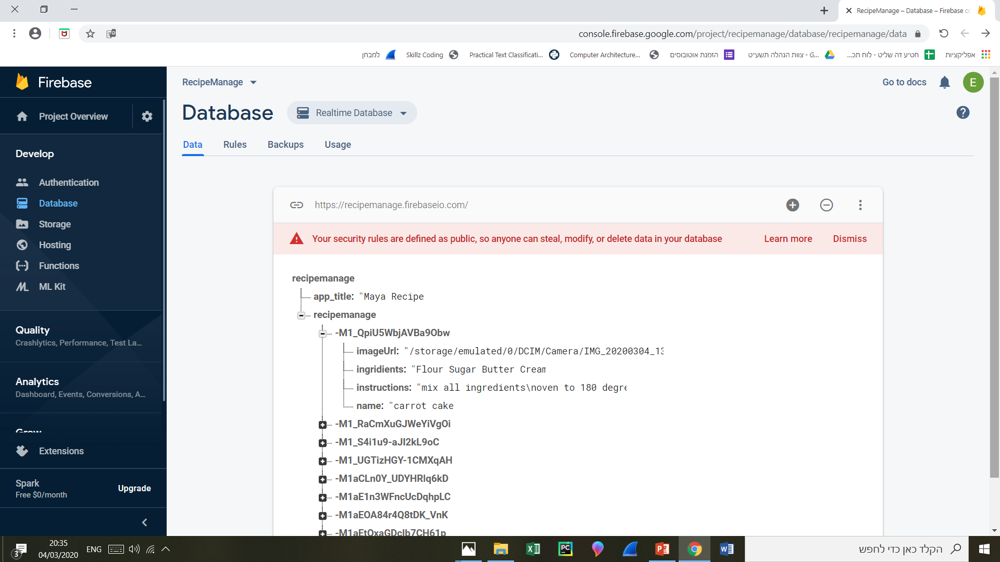 RecipeManage – Database – Firebase co
console.firebase.google.com/project/recipemanage/database/recipemanage/data
אפליקציות
חט״ע דה שליט - לוח תכ...
צוות הנהלה תשע״ט - G...
הזמנת אוטובוסים
Computer Architecture...
Practical Text Classificati...
Skillz Coding
למבחן
Firebase
RecipeManage
Go to docs
E
Project Overview
Database
Realtime Database
Data
Rules
Backups
Usage
Develop
Authentication
Database
Storage
Hosting
Functions
ML Kit
Quality
Crashlytics, Performance, Test La...
Analytics
Dashboard, Events, Conversions, A...
Grow
Extensions
Spark
Free $0/month
Upgrade
https://recipemanage.firebaseio.com/
Your security rules are defined as public, so anyone can steal, modify, or delete data in your database
Learn more
Dismiss
recipemanage
app_title: "Maya Recipe
recipemanage
-M1_QpiU5WbjAVBa9Obw
imageUrl: "/storage/emulated/0/DCIM/Camera/IMG_20200304_13
ingridients: "Flour Sugar Butter Cream
instructions: "mix all ingredients\noven to 180 degre
name: "carrot cake
-M1_RaCmXuGJWeYiVgOi
-M1_S4i1u9-aJI2kL9oC
-M1_UGTizHGY-1CMXqAH
-M1aCLn0Y_UDYHRlq6kD
-M1aE1n3WFncUcDqhpLC
-M1aEOA84r4Q8tDK_VnK
-M1aEtOxaGDclb7CH61p
3
20:35
04/03/2020
ENG
הקלד כאן כדי לחפש